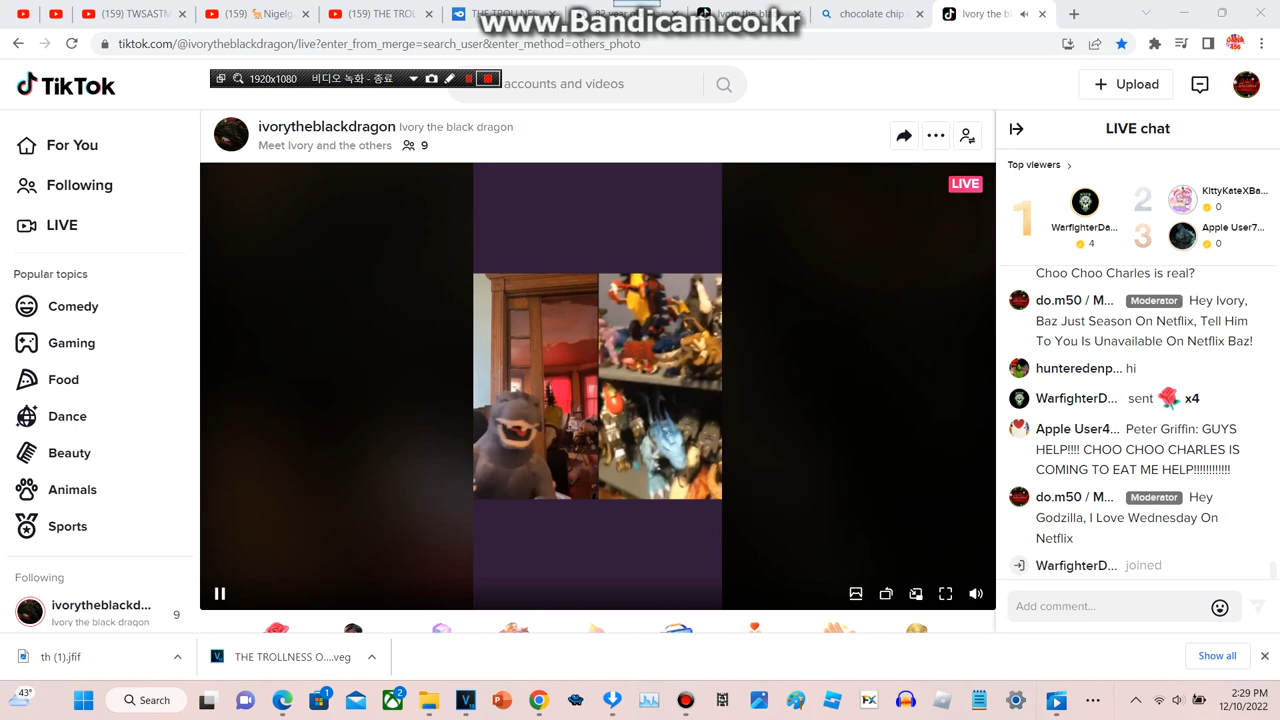 (159) TWSASTM
(159) 🐪 Nigelg
(159) THE TROL
THE TROLLNES
Ivory the bl
chocolate chip
Ivory the b
www.Bandicam.co.kr
tiktok.com/@ivorytheblackdragon/live?enter_from_merge=search_user&enter_method=others_photo
TikTok
1920x1080 비디오 녹화 - 종료
accounts and videos
Upload
For You
Following
LIVE
Popular topics
Comedy
Gaming
Food
Dance
Beauty
Animals
Sports
Following
ivorytheblackd...
Ivory the black dragon
9
ivorytheblackdragon Ivory the black dragon
Meet Ivory and the others 9
LIVE
LIVE chat
Top viewers
1
WarfighterDa...
4
2
KIttyKateXBa...
0
3
Apple User7...
0
Choo Choo Charles is real?
do.m50 / M... Moderator Hey Ivory,
Baz Just Season On Netflix, Tell Him
To You Is Unavailable On Netflix Baz!
hunteredenp... hi
WarfighterD... sent x4
Apple User4... Peter Griffin: GUYS
HELP!!!! CHOO CHOO CHARLES IS
COMING TO EAT ME HELP!!!!!!!!!!!!
do.m50 / M... Moderator Hey
Godzilla, I Love Wednesday On
Netflix
WarfighterD... joined
Add comment...
th (1).jfif
THE TROLLNESS O....veg
Show all
43°
Search
1
2
2:29 PM
12/10/2022